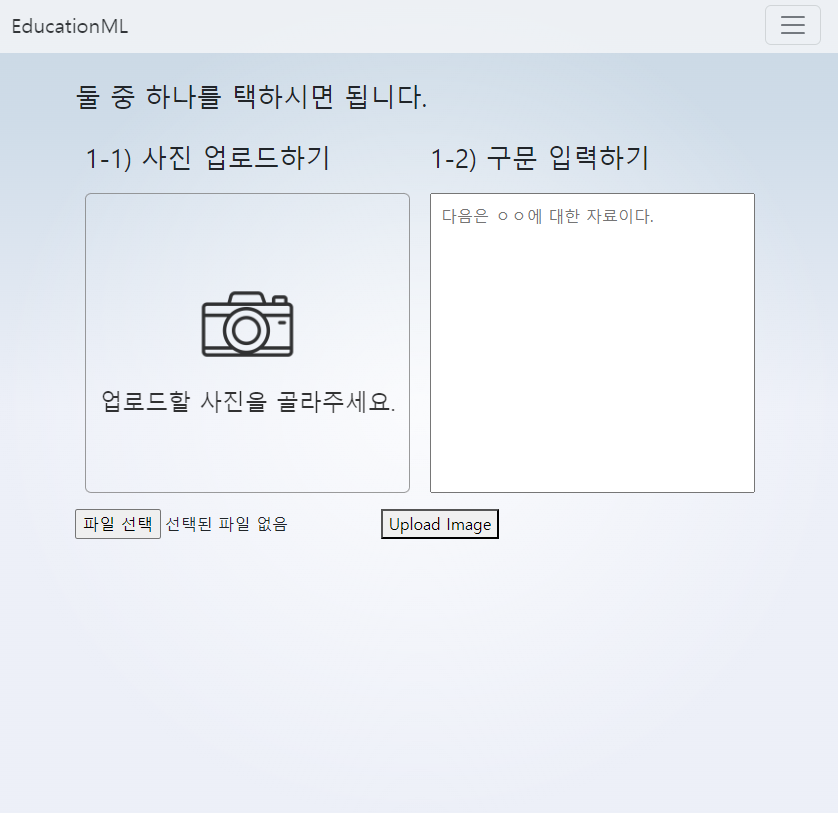 EducationML
둘 중 하나를 택하시면 됩니다.
1-1) 사진 업로드하기
1-2) 구문 입력하기
다음은 ㅇㅇ에 대한 자료이다.
업로드할 사진을 골라주세요.
파일 선택 선택된 파일 없음
Upload Image